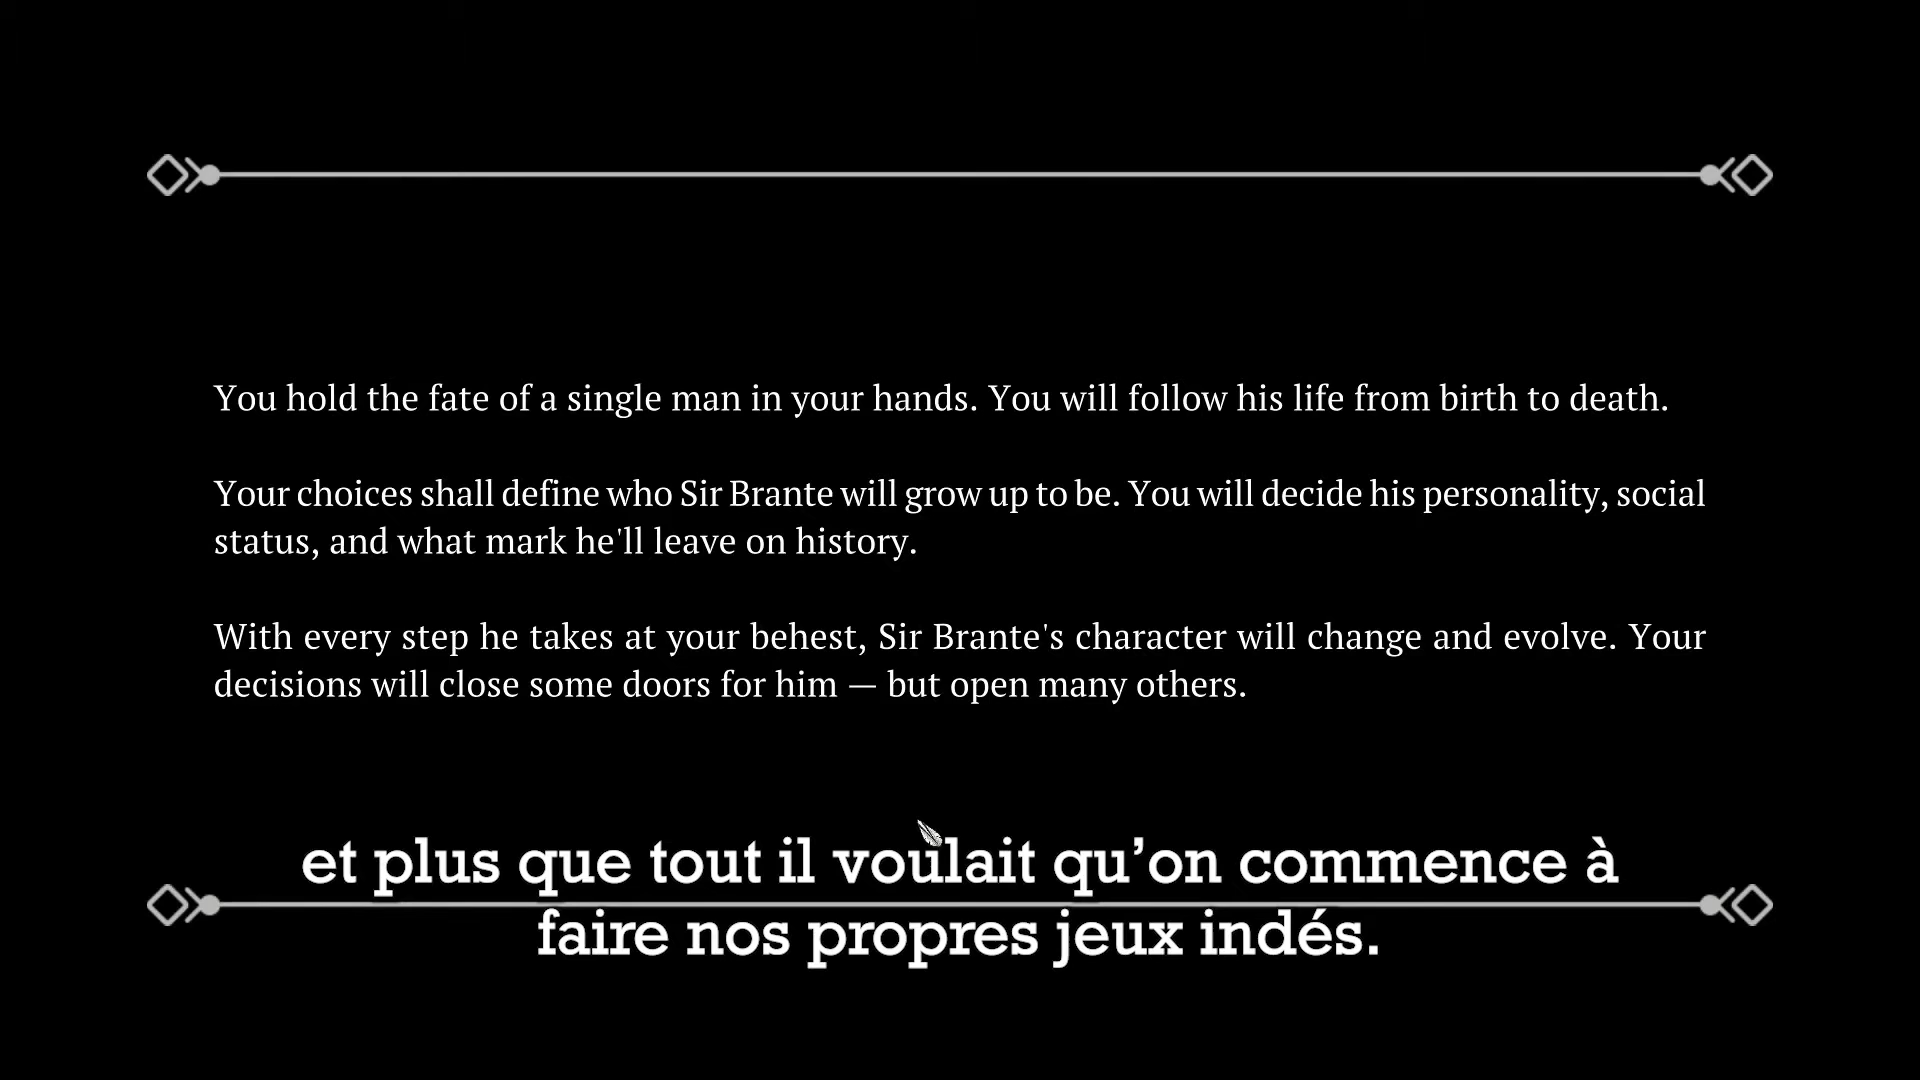 You hold the fate of a single man in your hands. You will follow his life from birth to death.
Your choices shall define who Sir Brante will grow up to be. You will decide his personality, social
status, and what mark he'll leave on history.
With every step he takes at your behest, Sir Brante's character will change and evolve. Your
decisions will close some doors for him — but open many others.
et plus que tout il voulait qu’on commence à
faire nos propres jeux indés.